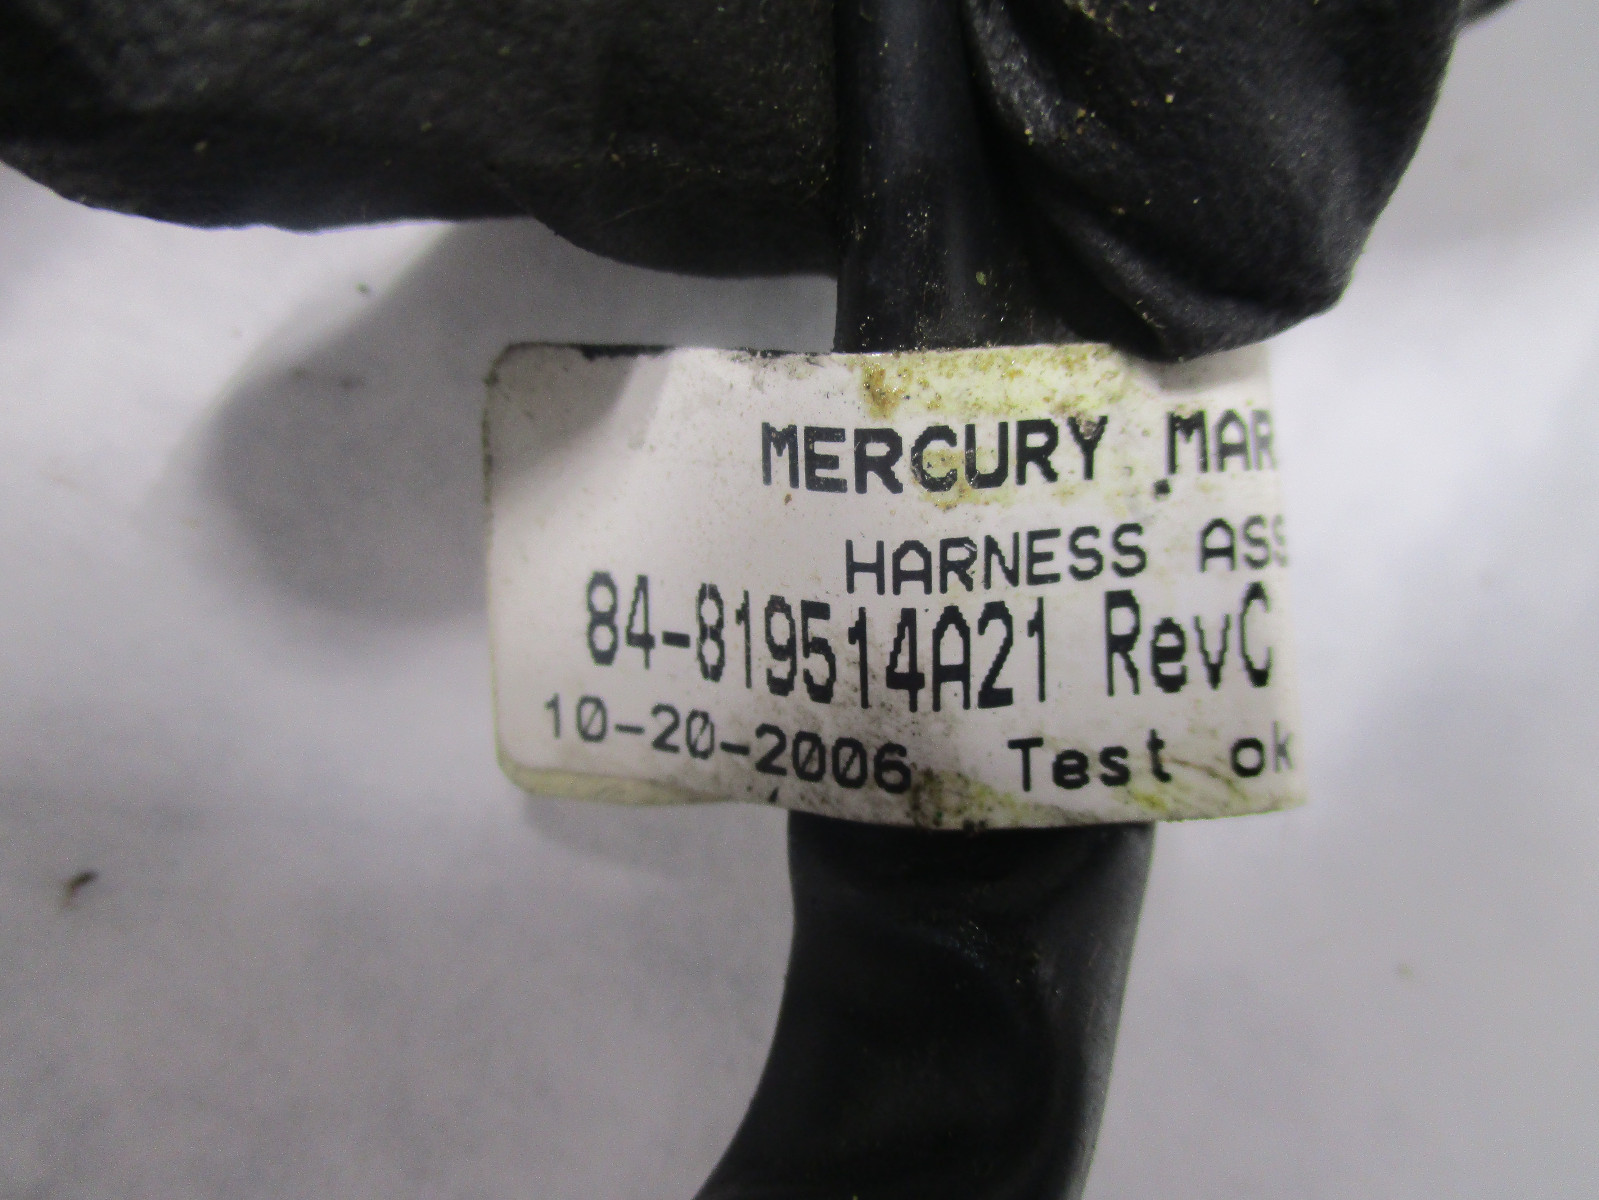 MERCURY MAR
HARNESS ASS
84-819514A21 RevC
10-20-2006 Test ok